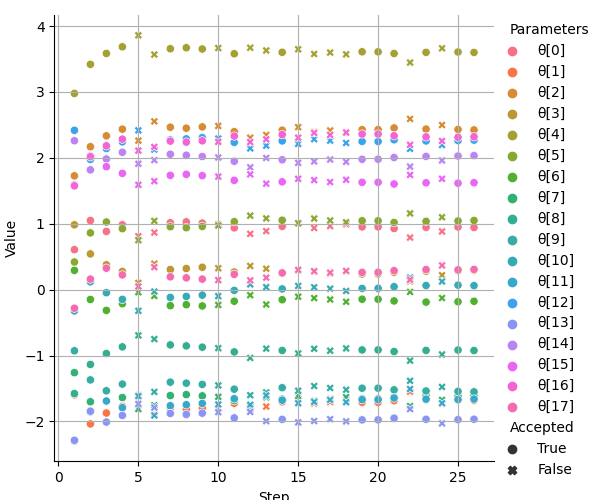 4
3
2
1
0
−1
−2
Value
0
5
10
15
20
25
Step
Parameters
θ[0]
θ[1]
θ[2]
θ[3]
θ[4]
θ[5]
θ[6]
θ[7]
θ[8]
θ[9]
θ[10]
θ[11]
θ[12]
θ[13]
θ[14]
θ[15]
θ[16]
θ[17]
Accepted
True
False